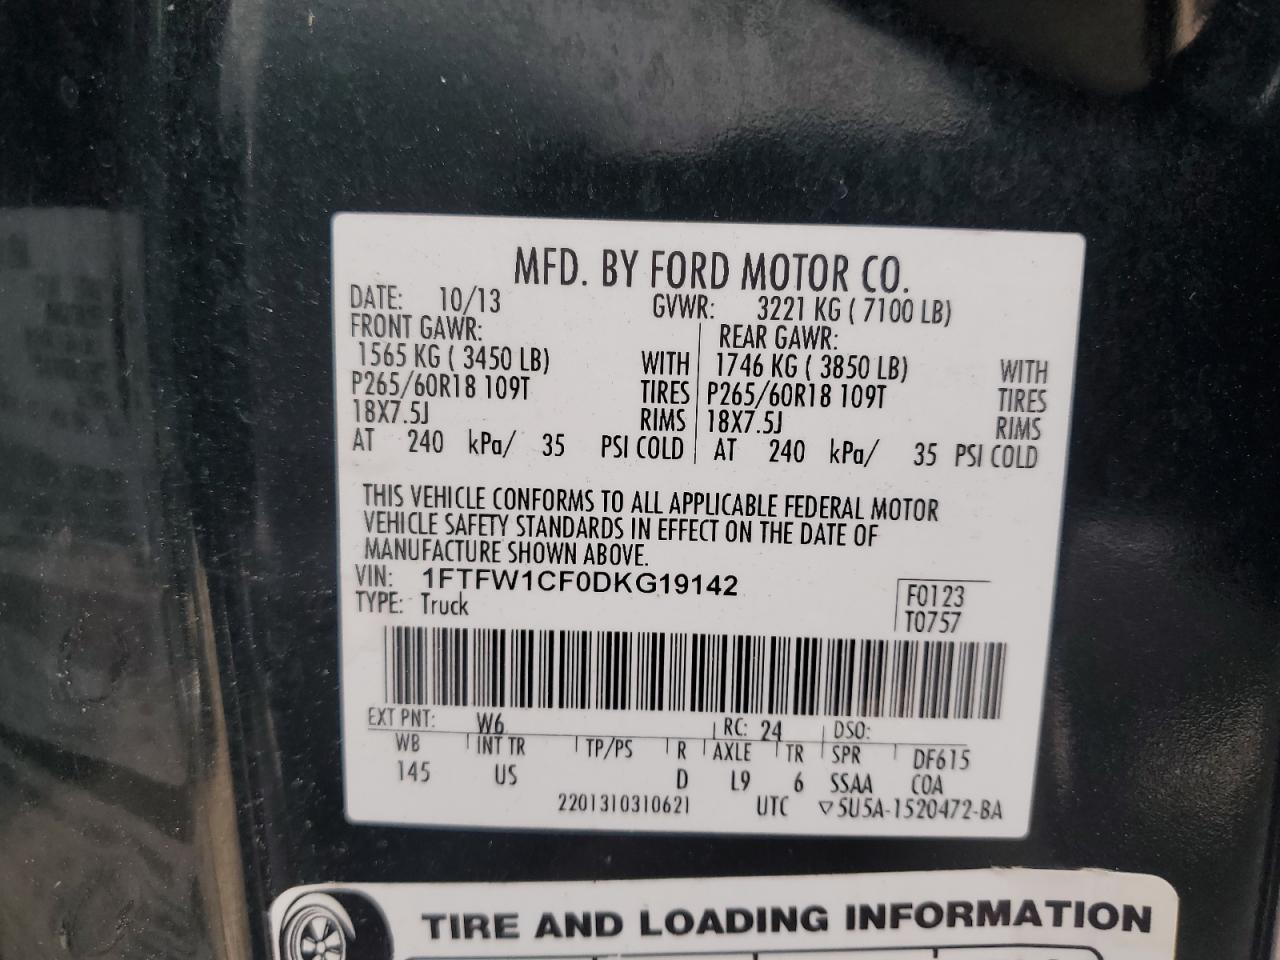 MFD. BY FORD MOTOR CO.
DATE: 10/13 GVWR: 3221 KG ( 7100 LB)
FRONT GAWR: REAR GAWR:
1565 KG ( 3450 LB) WITH 1746 KG ( 3850 LB) WITH
P265/60R18 109T TIRES P265/60R18 109T TIRES
18X7.5J RIMS 18X7.5J RIMS
AT 240 kPa/ 35 PSI COLD AT 240 kPa/ 35 PSI COLD
THIS VEHICLE CONFORMS TO ALL APPLICABLE FEDERAL MOTOR
VEHICLE SAFETY STANDARDS IN EFFECT ON THE DATE OF
MANUFACTURE SHOWN ABOVE.
VIN: 1FTFW1CF0DKG19142
TYPE: Truck
F0123
T0757
EXT PNT: W6 RC: 24 DSO:
WB INT TR TP/PS R AXLE TR SPR DF615
145 US D L9 6 SSAA COA
2201310310621 UTC ▽5U5A-1520472-BA
TIRE AND LOADING INFORMATION